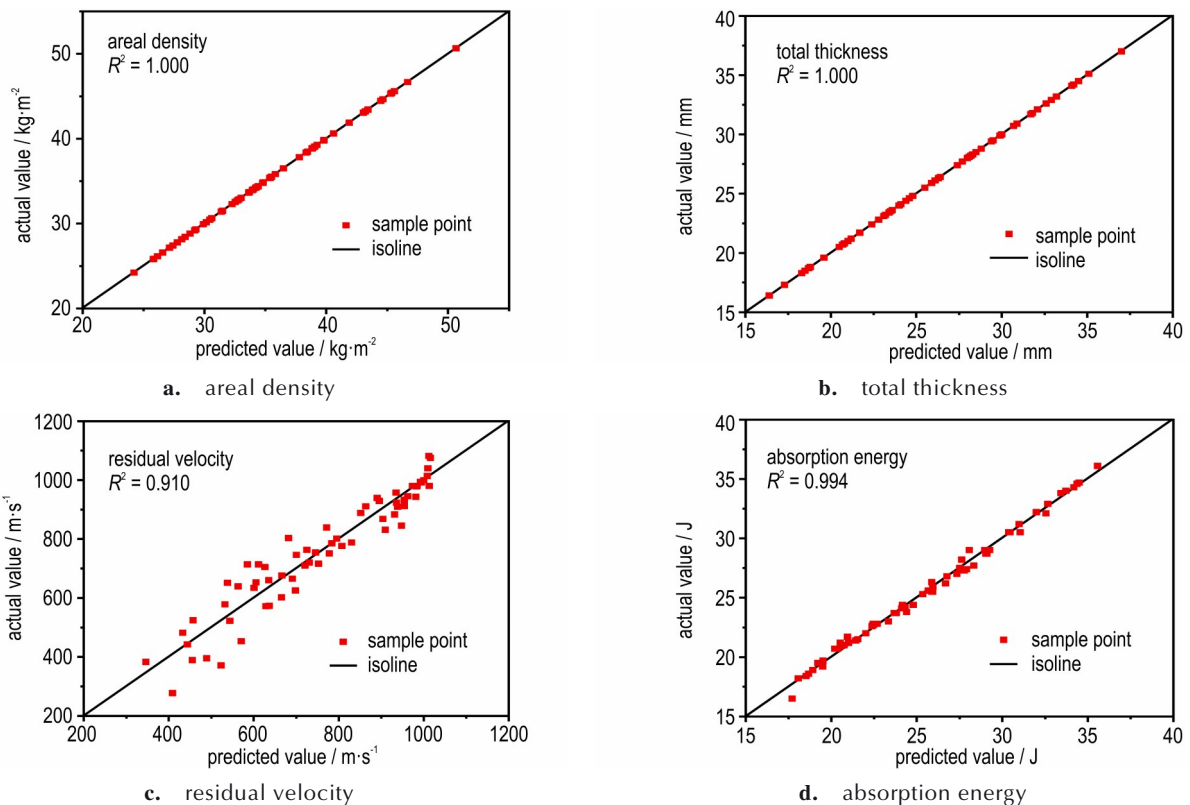 areal density
R² = 1.000
50
40
30
20
actual value / kg·m⁻²
sample point
isoline
20 30 40 50
predicted value / kg·m⁻²
a. areal density
40
35
30
25
20
15
actual value / mm
total thickness
R² = 1.000
sample point
isoline
15 20 25 30 35 40
predicted value / mm
b. total thickness
1200
1000
800
600
400
200
actual value / m·s⁻¹
residual velocity
R² = 0.910
sample point
isoline
200 400 600 800 1000 1200
predicted value / m·s⁻¹
c. residual velocity
40
35
30
25
20
15
actual value / J
absorption energy
R² = 0.994
sample point
isoline
15 20 25 30 35 40
predicted value / J
d. absorption energy